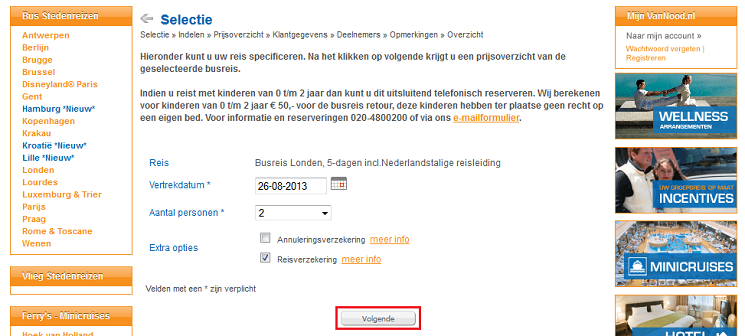 Bus Stedenreizen
Antwerpen
Berlijn
Brugge
Brussel
Disneyland® Paris
Gent
Hamburg *Nieuw*
Kopenhagen
Krakau
Kroatië *Nieuw*
Lille *Nieuw*
Londen
Lourdes
Luxemburg & Trier
Parijs
Praag
Rome & Toscane
Wenen
Vlieg Stedenreizen
Ferry's - Minicruises
Hoek van Holland
Selectie
Selectie » Indelen » Prijsoverzicht » Klantgegevens » Deelnemers » Opmerkingen » Overzicht
Hieronder kunt u uw reis specificeren. Na het klikken op volgende krijgt u een prijsoverzicht van de
geselecteerde busreis.
Indien u reist met kinderen van 0 t/m 2 jaar dan kunt u dit uitsluitend telefonisch reserveren. Wij berekenen
voor kinderen van 0 t/m 2 jaar € 50,- voor de busreis retour, deze kinderen hebben ter plaatse geen recht op
een eigen bed. Voor informatie en reserveringen 020-4800200 of via ons e-mailformulier.
Reis Busreis Londen, 5-dagen incl.Nederlandstalige reisleiding
Vertrekdatum * 26-08-2013
Aantal personen * 2
Extra opties
Annuleringsverzekering meer info
Reisverzekering meer info
Velden met een * zijn verplicht
Volgende
Mijn VanNood.nl
Naar mijn account »
Wachtwoord vergeten |
Registreren
WELLNESS
ARRANGEMENTEN
UW GROEPSREIS OP MAAT
INCENTIVES
MINICRUISES
HOTEL